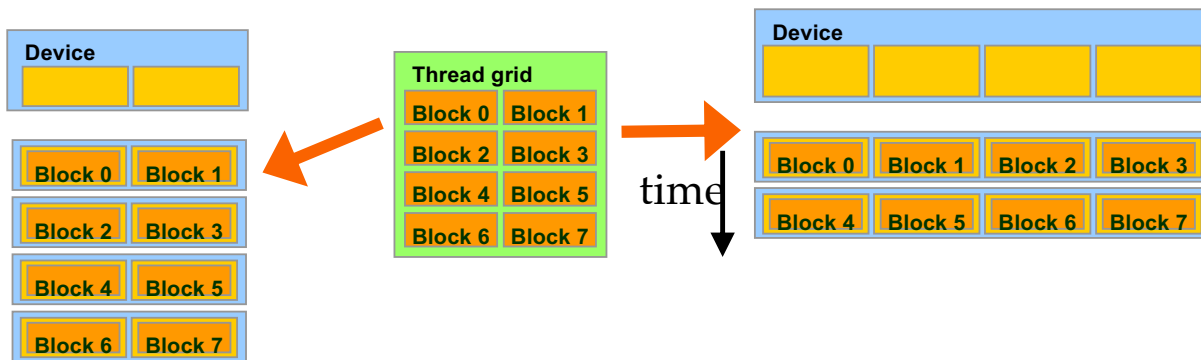 Device
Block 0 Block 1
Block 2 Block 3
Block 4 Block 5
Block 6 Block 7
Thread grid
Block 0 Block 1
Block 2 Block 3
Block 4 Block 5
Block 6 Block 7
time
Device
Block 0 Block 1 Block 2 Block 3
Block 4 Block 5 Block 6 Block 7